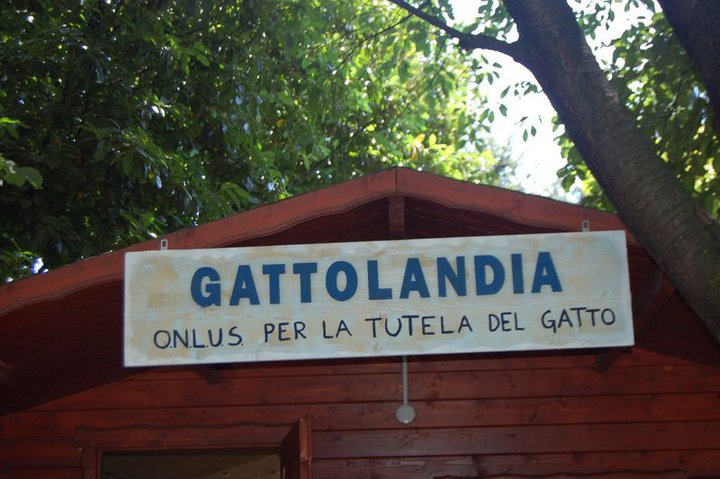 GATTOLANDIA
O.N.L.U.S. PER LA TUTELA DEL GATTO